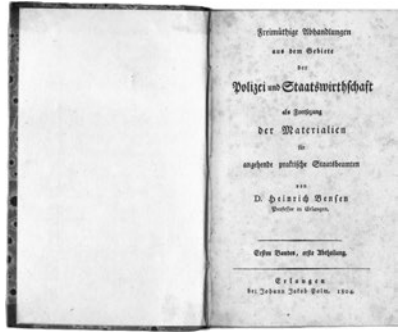 Freimüthige Abhandlungen
aus dem Gebiete
der
Polizei und Staatswirthschaft
als Fortsetzung
der Materialien
für
angehende praktische Staatsbeamten
von
D. Heinrich Bensen
Professor in Erlangen.
Ersten Bandes, erste Abtheilung.
Erlangen
bei Johann Jakob Palm. 1804.